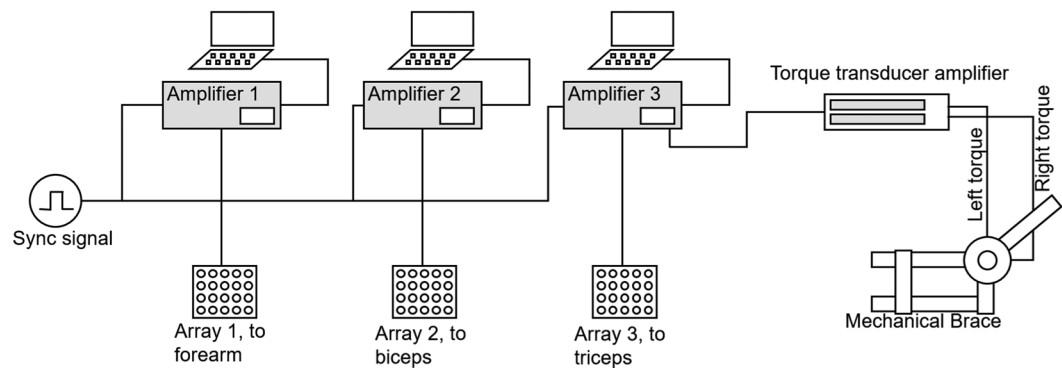 Torque transducer amplifier
Amplifier 1
Amplifier 2
Amplifier 3
Left torque
Right torque
Sync signal
Array 1, to
forearm
Array 2, to
biceps
Array 3, to
triceps
Mechanical Brace